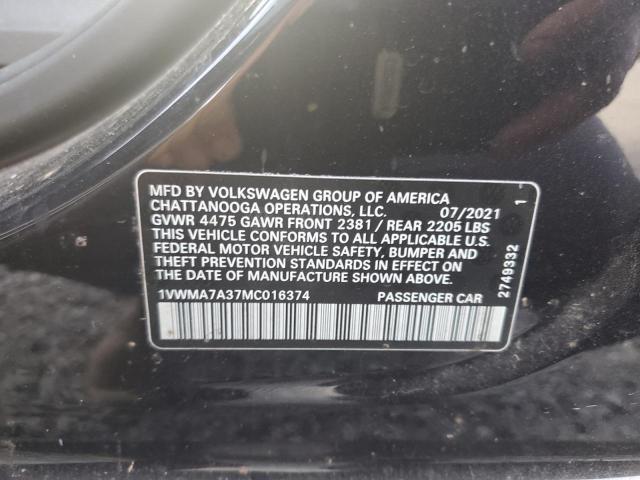 MFD BY VOLKSWAGEN GROUP OF AMERICA
CHATTANOOGA OPERATIONS, LLC. 07/2021
GVWR 4475 GAWR FRONT 2381 / REAR 2205 LBS
THIS VEHICLE CONFORMS TO ALL APPLICABLE U.S.
FEDERAL MOTOR VEHICLE SAFETY, BUMPER AND
THEFT PREVENTION STANDARDS IN EFFECT ON
THE DATE OF MANUFACTURE SHOWN ABOVE.
1VWMA7A37MC016374 PASSENGER CAR
2749332 1